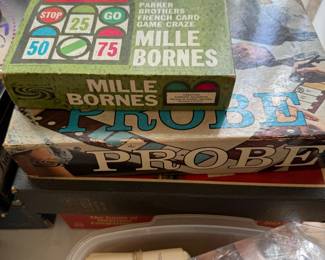 PARKER
BROTHERS
FRENCH CARD
GAME CRAZE
MILLE
BORNES
STOP
25
GO
50
75
MILLE
BORNES
PROBE
PROBE